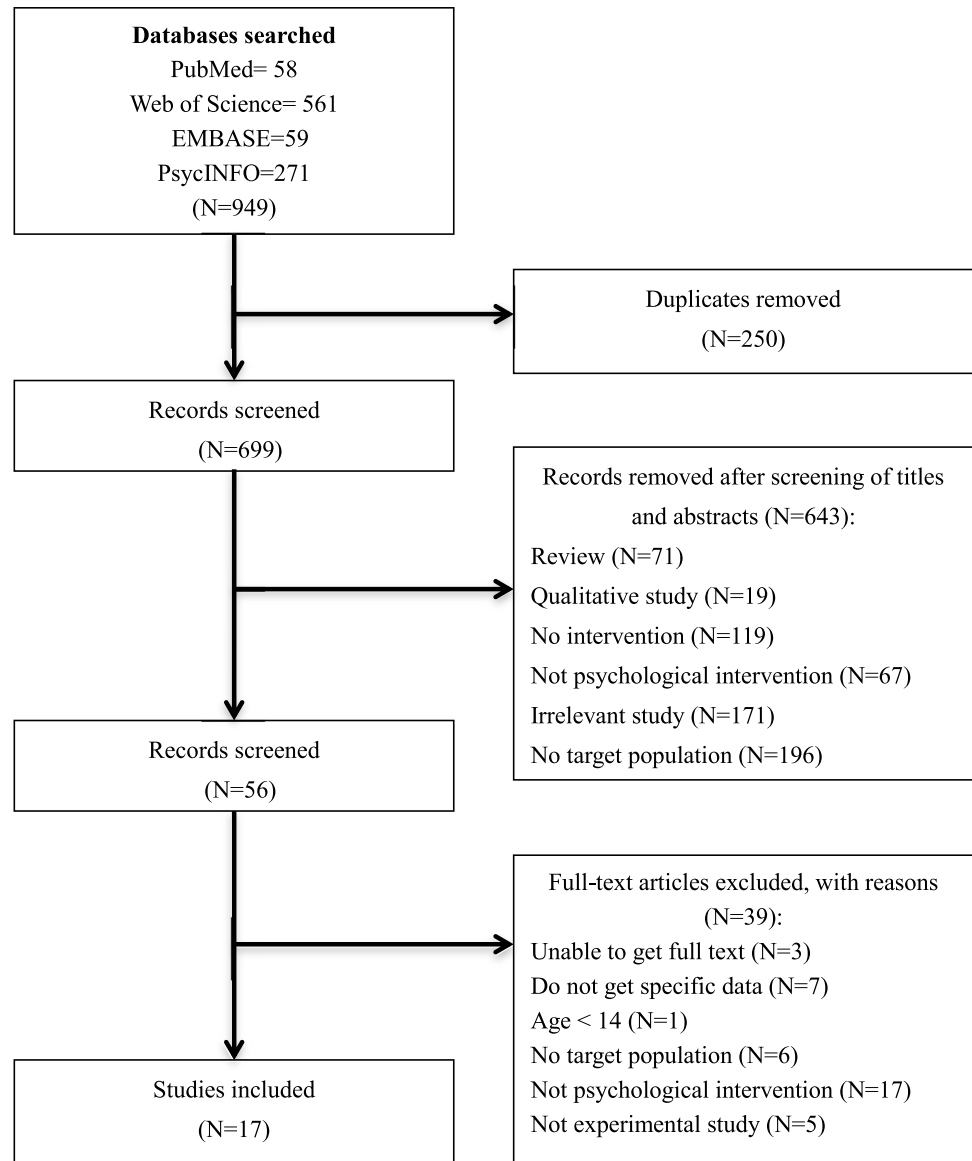 Databases searched
PubMed= 58
Web of Science= 561
EMBASE=59
PsycINFO=271
(N=949)
Duplicates removed
(N=250)
Records screened
(N=699)
Records removed after screening of titles
and abstracts (N=643):
Review (N=71)
Qualitative study (N=19)
No intervention (N=119)
Not psychological intervention (N=67)
Irrelevant study (N=171)
No target population (N=196)
Records screened
(N=56)
Full-text articles excluded, with reasons
(N=39):
Unable to get full text (N=3)
Do not get specific data (N=7)
Age < 14 (N=1)
No target population (N=6)
Not psychological intervention (N=17)
Not experimental study (N=5)
Studies included
(N=17)